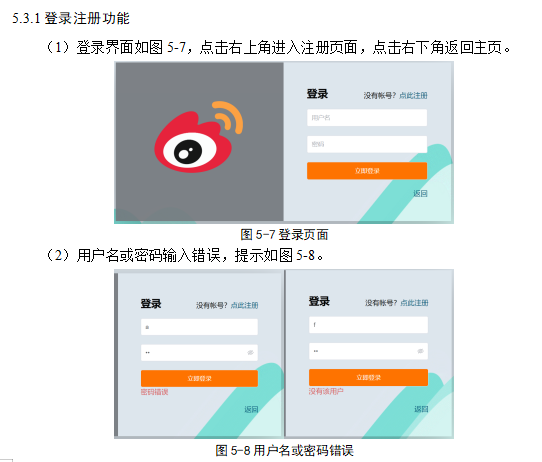 5.3.1 登录注册功能
（1）登录界面如图 5-7，点击右上角进入注册页面，点击右下角返回主页。
登录 没有帐号？点此注册
用户名
密码
立即登录
返回
图 5-7 登录页面
（2）用户名或密码输入错误，提示如图 5-8。
登录 没有帐号？点此注册
a
••
立即登录
密码错误
返回
登录 没有帐号？点此注册
f
••
立即登录
没有该用户
返回
图 5-8 用户名或密码错误